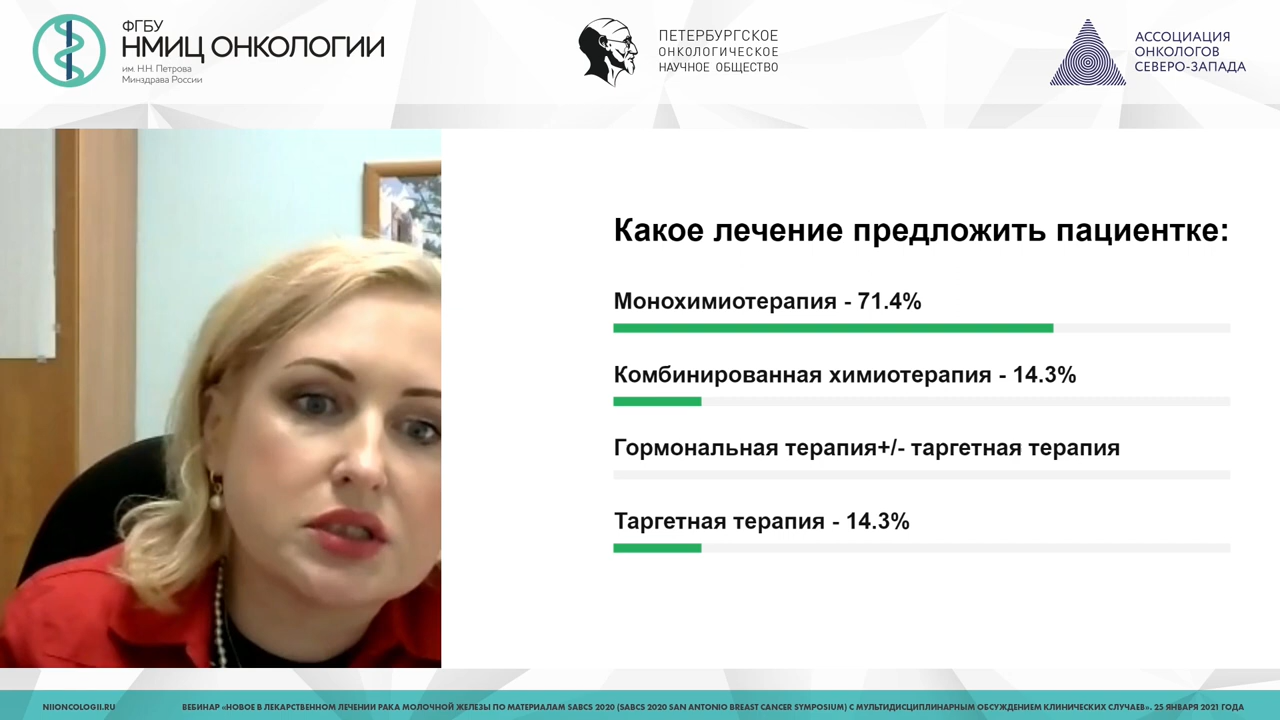 ФГБУ
НМИЦ ОНКОЛОГИИ
им. Н.Н. Петрова
Минздрава России
ПЕТЕРБУРГСКОЕ
ОНКОЛОГИЧЕСКОЕ
НАУЧНОЕ ОБЩЕСТВО
АССОЦИАЦИЯ
ОНКОЛОГОВ
СЕВЕРО-ЗАПАДА
Какое лечение предложить пациентке:
Монохимиотерапия - 71.4%
Комбинированная химиотерапия - 14.3%
Гормональная терапия+/- таргетная терапия
Таргетная терапия - 14.3%
NIIONCOLOGII.RU
ВЕБИНАР «НОВОЕ В ЛЕКАРСТВЕННОМ ЛЕЧЕНИИ РАКА МОЛОЧНОЙ ЖЕЛЕЗЫ ПО МАТЕРИАЛАМ SABCS 2020 (SABCS 2020 SAN ANTONIO BREAST CANCER SYMPOSIUM) С МУЛЬТИДИСЦИПЛИНАРНЫМ ОБСУЖДЕНИЕМ КЛИНИЧЕСКИХ СЛУЧАЕВ». 25 ЯНВАРЯ 2021 ГОДА